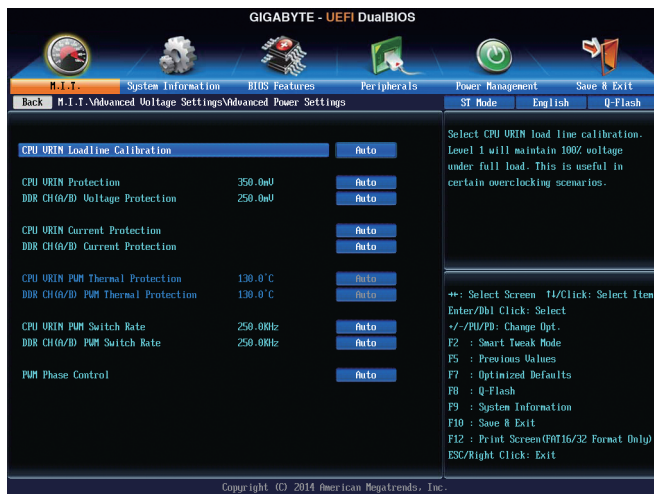 GIGABYTE - UEFI DualBIOS
M.I.T. System Information BIOS Features Peripherals Power Management Save & Exit
Back M.I.T.\Advanced Voltage Settings\Advanced Power Settings ST Mode English Q-Flash
CPU VRIN Loadline Calibration Auto
CPU VRIN Protection 350.0mV Auto
DDR CH(A/B) Voltage Protection 250.0mV Auto
CPU VRIN Current Protection Auto
DDR CH(A/B) Current Protection Auto
CPU VRIN PWM Thermal Protection 130.0°C Auto
DDR CH(A/B) PWM Thermal Protection 130.0°C Auto
CPU VRIN PWM Switch Rate 250.0KHz Auto
DDR CH(A/B) PWM Switch Rate 250.0KHz Auto
PWM Phase Control Auto
Select CPU VRIN load line calibration.
Level 1 will maintain 100% voltage
under full load. This is useful in
certain overclocking scenarios.
↔: Select Screen ↑↓/Click: Select Item
Enter/Dbl Click: Select
+/-/PU/PD: Change Opt.
F2 : Smart Tweak Mode
F5 : Previous Values
F7 : Optimized Defaults
F8 : Q-Flash
F9 : System Information
F10 : Save & Exit
F12 : Print Screen(FAT16/32 Format Only)
ESC/Right Click: Exit
Copyright (C) 2014 American Megatrends, Inc.